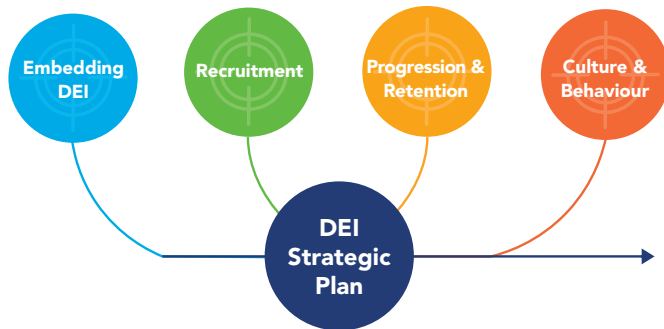 Embedding
DEI
Recruitment
Progression &
Retention
Culture &
Behaviour
DEI
Strategic
Plan